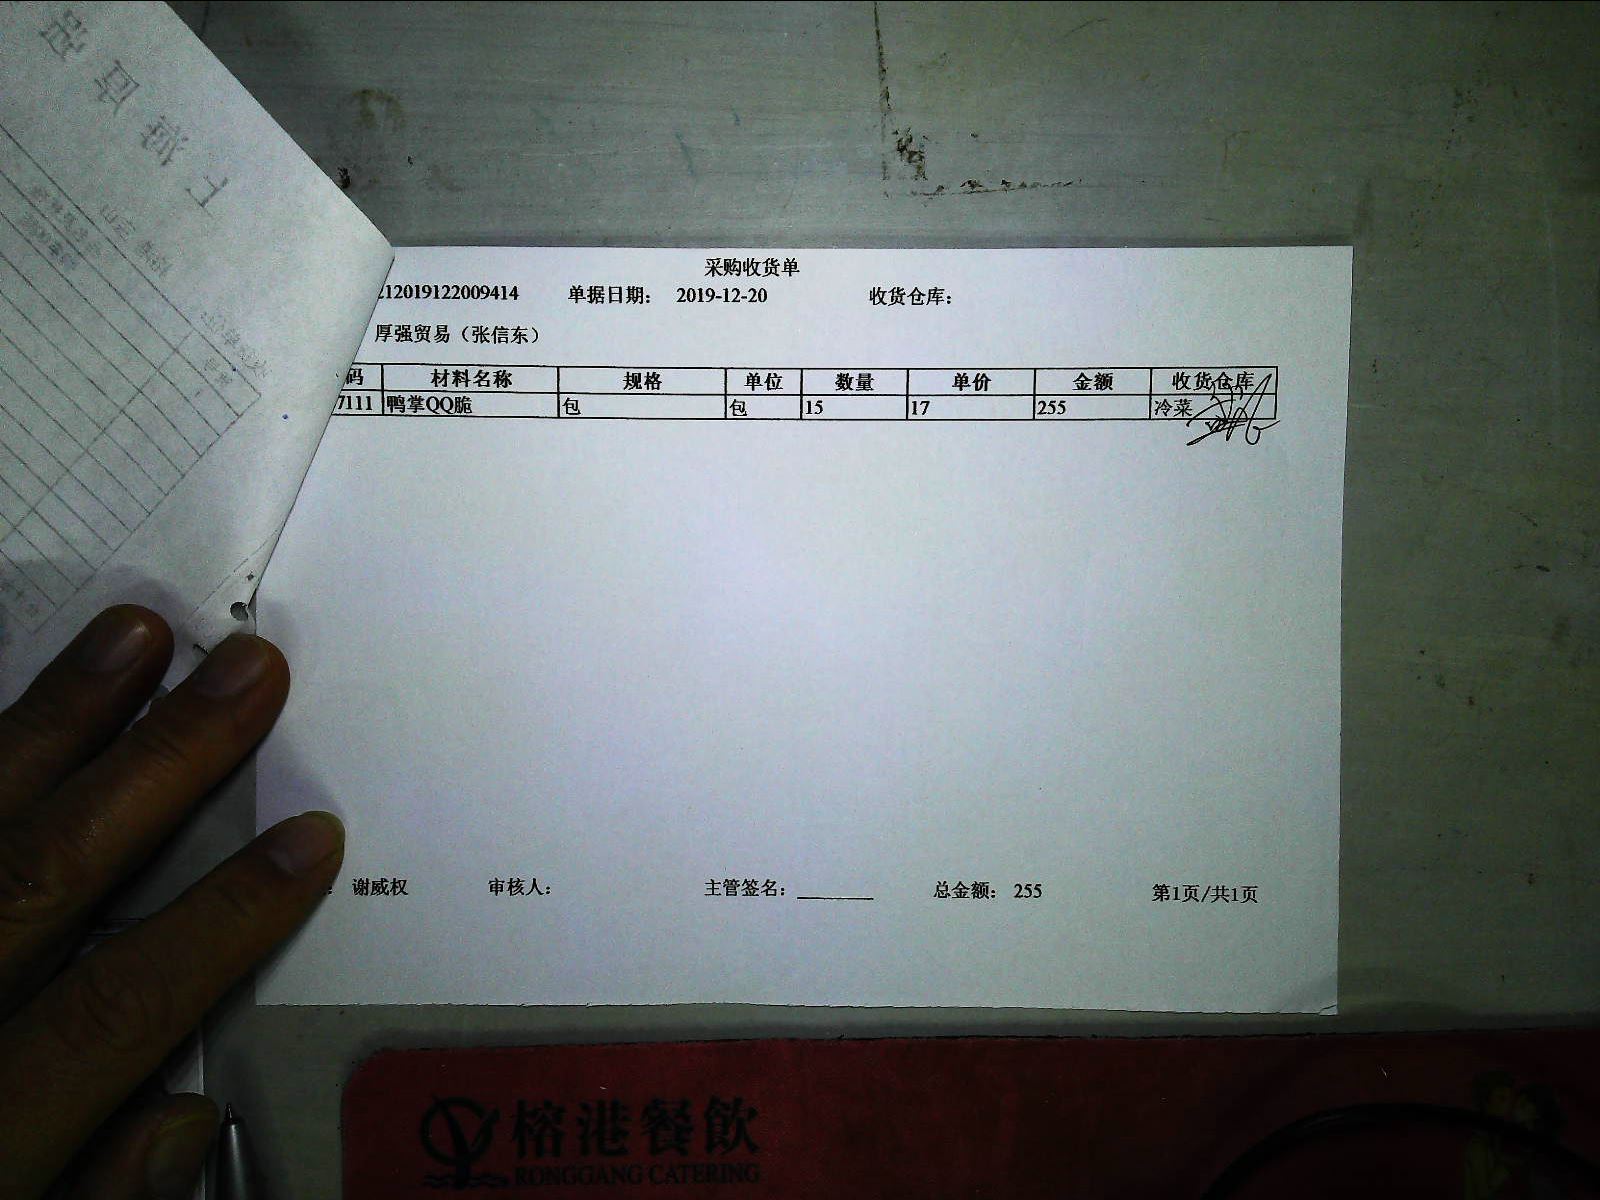 采购收货单
212019122009414 单据日期: 2019-12-20 收货仓库:
厚强贸易（张信东）
码 材料名称 规格 单位 数量 单价 金额 收货仓库
7111 鸭掌QQ脆 包 包 15 17 255 冷菜
: 谢威权 审核人: 主管签名: 总金额: 255 第1页/共1页
榕港餐飲
RONGGANG CATERING